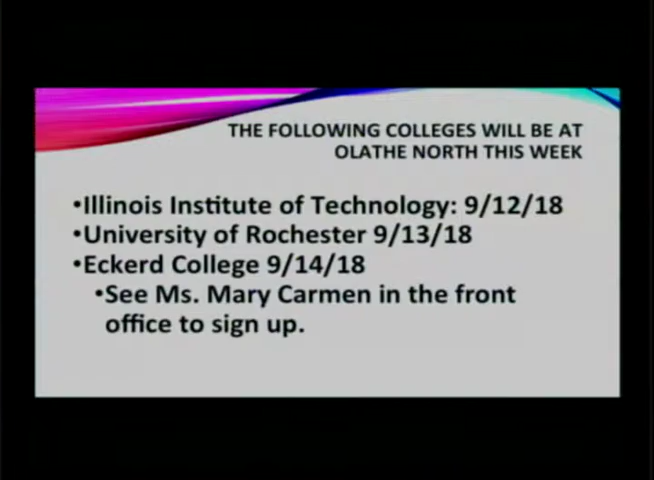 THE FOLLOWING COLLEGES WILL BE AT
OLATHE NORTH THIS WEEK
•Illinois Institute of Technology: 9/12/18
•University of Rochester 9/13/18
•Eckerd College 9/14/18
•See Ms. Mary Carmen in the front
office to sign up.